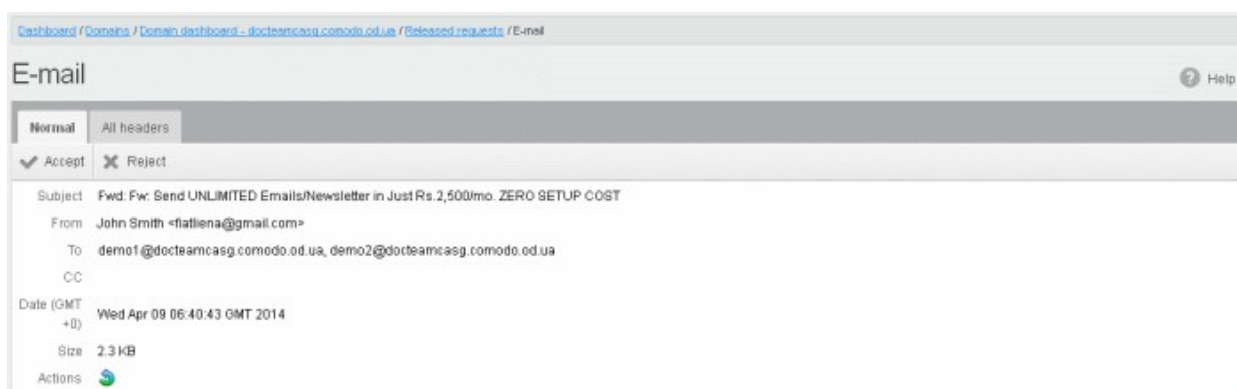 Dashboard / Domains / Domain dashboard - docteamcasg.comodo.od.ua / Released requests / E-mail
E-mail
Help
Normal All headers
Accept Reject
Subject Fwd: Fw: Send UNLIMITED Emails/Newsletter in Just Rs.2,500/mo. ZERO SETUP COST
From John Smith <fiatliena@gmail.com>
To demo1@docteamcasg.comodo.od.ua, demo2@docteamcasg.comodo.od.ua
CC
Date (GMT
+0) Wed Apr 09 06:40:43 GMT 2014
Size 2.3 KB
Actions